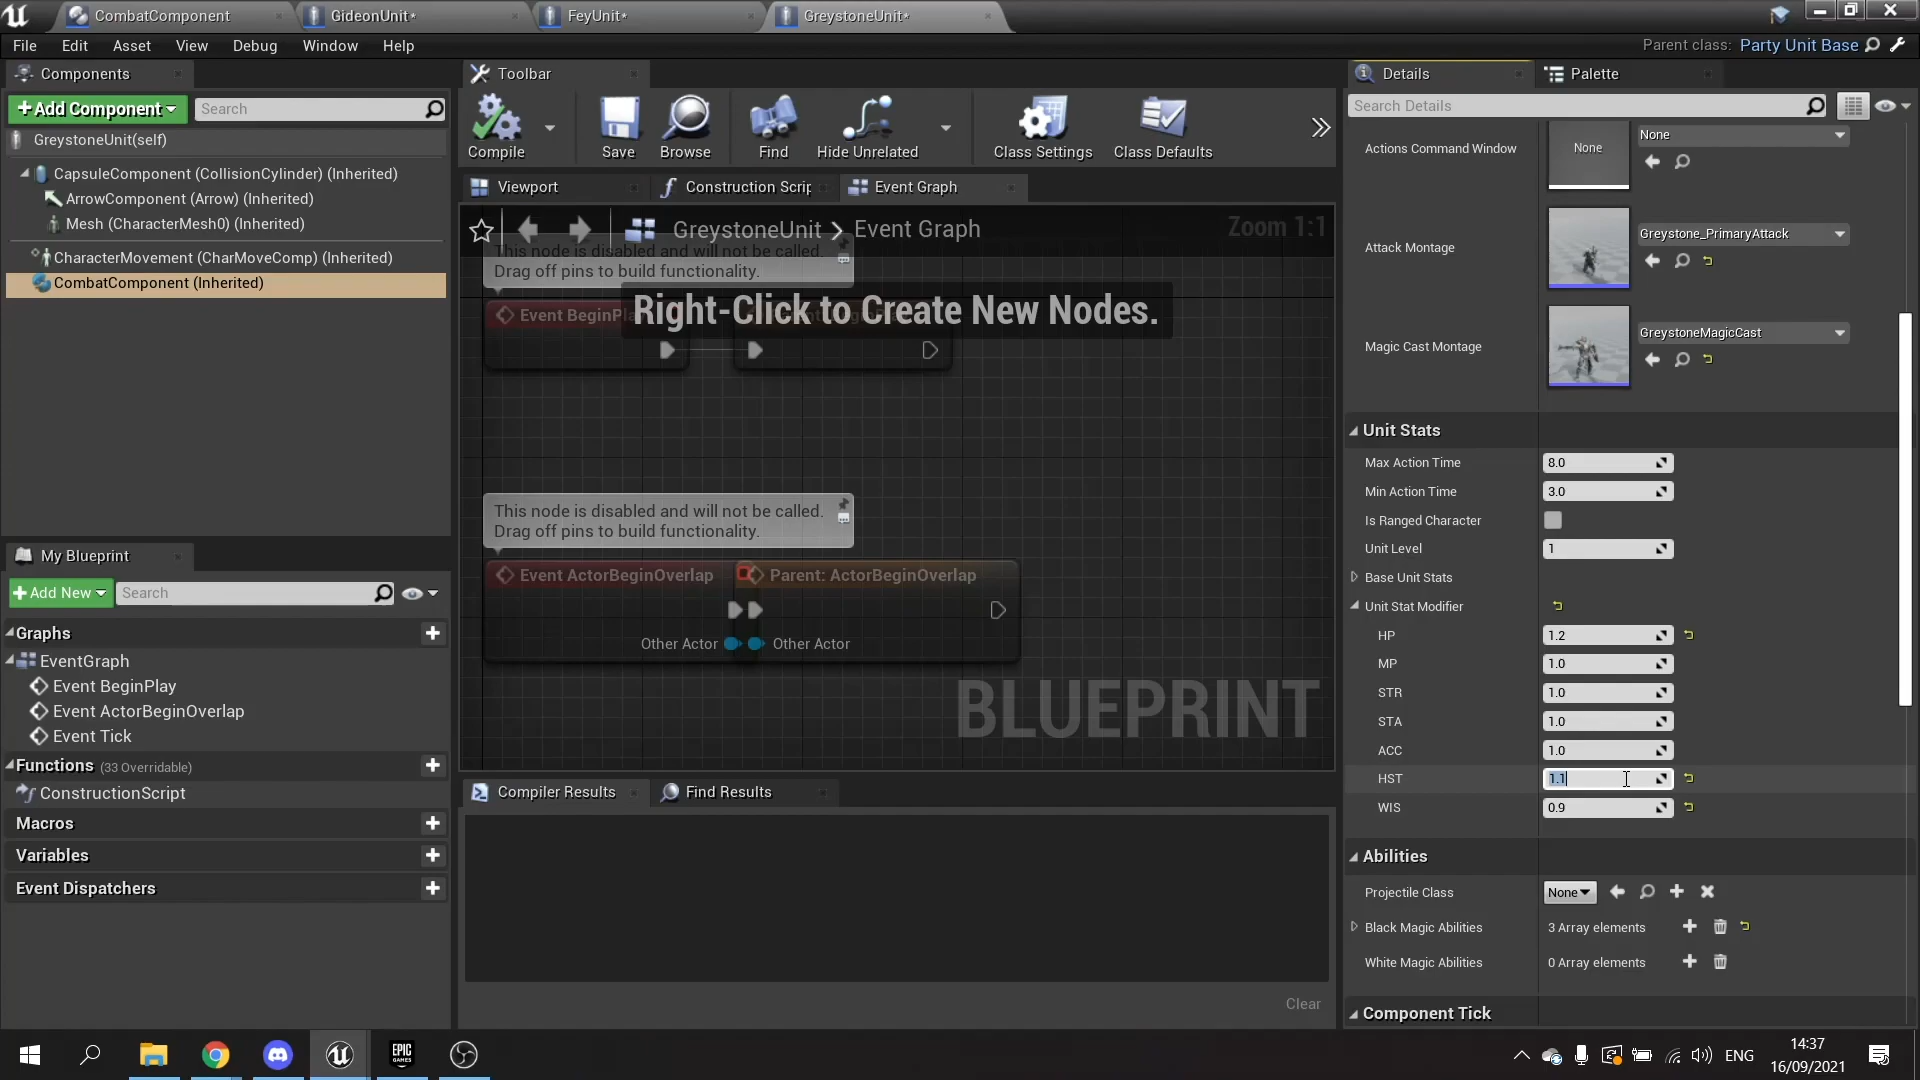 CombatComponent
GideonUnit*
FeyUnit*
GreystoneUnit*
File Edit Asset View Debug Window Help
Parent class: Party Unit Base
Components
+Add Component
Search
GreystoneUnit(self)
CapsuleComponent (CollisionCylinder) (Inherited)
ArrowComponent (Arrow) (Inherited)
Mesh (CharacterMesh0) (Inherited)
CharacterMovement (CharMoveComp) (Inherited)
CombatComponent (Inherited)
My Blueprint
+Add New
Search
Graphs
EventGraph
Event BeginPlay
Event ActorBeginOverlap
Event Tick
Functions (33 Overridable)
ConstructionScript
Macros
Variables
Event Dispatchers
Toolbar
Compile
Save
Browse
Find
Hide Unrelated
Class Settings
Class Defaults
Viewport
Construction Scrip
Event Graph
GreystoneUnit > Event Graph
Zoom 1:1
This node is disabled and will not be called.
Drag off pins to build functionality.
Event BeginPla
Right-Click to Create New Nodes.
This node is disabled and will not be called.
Drag off pins to build functionality.
Event ActorBeginOverlap
Parent: ActorBeginOverlap
Other Actor
Other Actor
BLUEPRINT
Compiler Results
Find Results
Clear
Details
Palette
Search Details
Actions Command Window
None
None
Attack Montage
Greystone_PrimaryAttack
Magic Cast Montage
GreystoneMagicCast
Unit Stats
Max Action Time 8.0
Min Action Time 3.0
Is Ranged Character
Unit Level 1
Base Unit Stats
Unit Stat Modifier
HP 1.2
MP 1.0
STR 1.0
STA 1.0
ACC 1.0
HST 1.1
WIS 0.9
Abilities
Projectile Class None
Black Magic Abilities 3 Array elements
White Magic Abilities 0 Array elements
Component Tick
EPIC
GAMES
ENG
14:37
16/09/2021